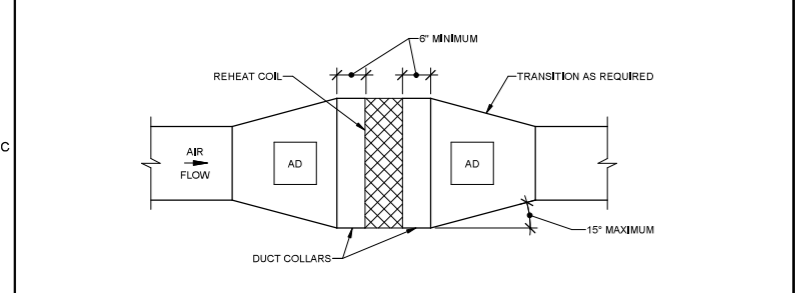 6" MINIMUM
REHEAT COIL
TRANSITION AS REQUIRED
C
AIR
FLOW
AD
AD
15° MAXIMUM
DUCT COLLARS